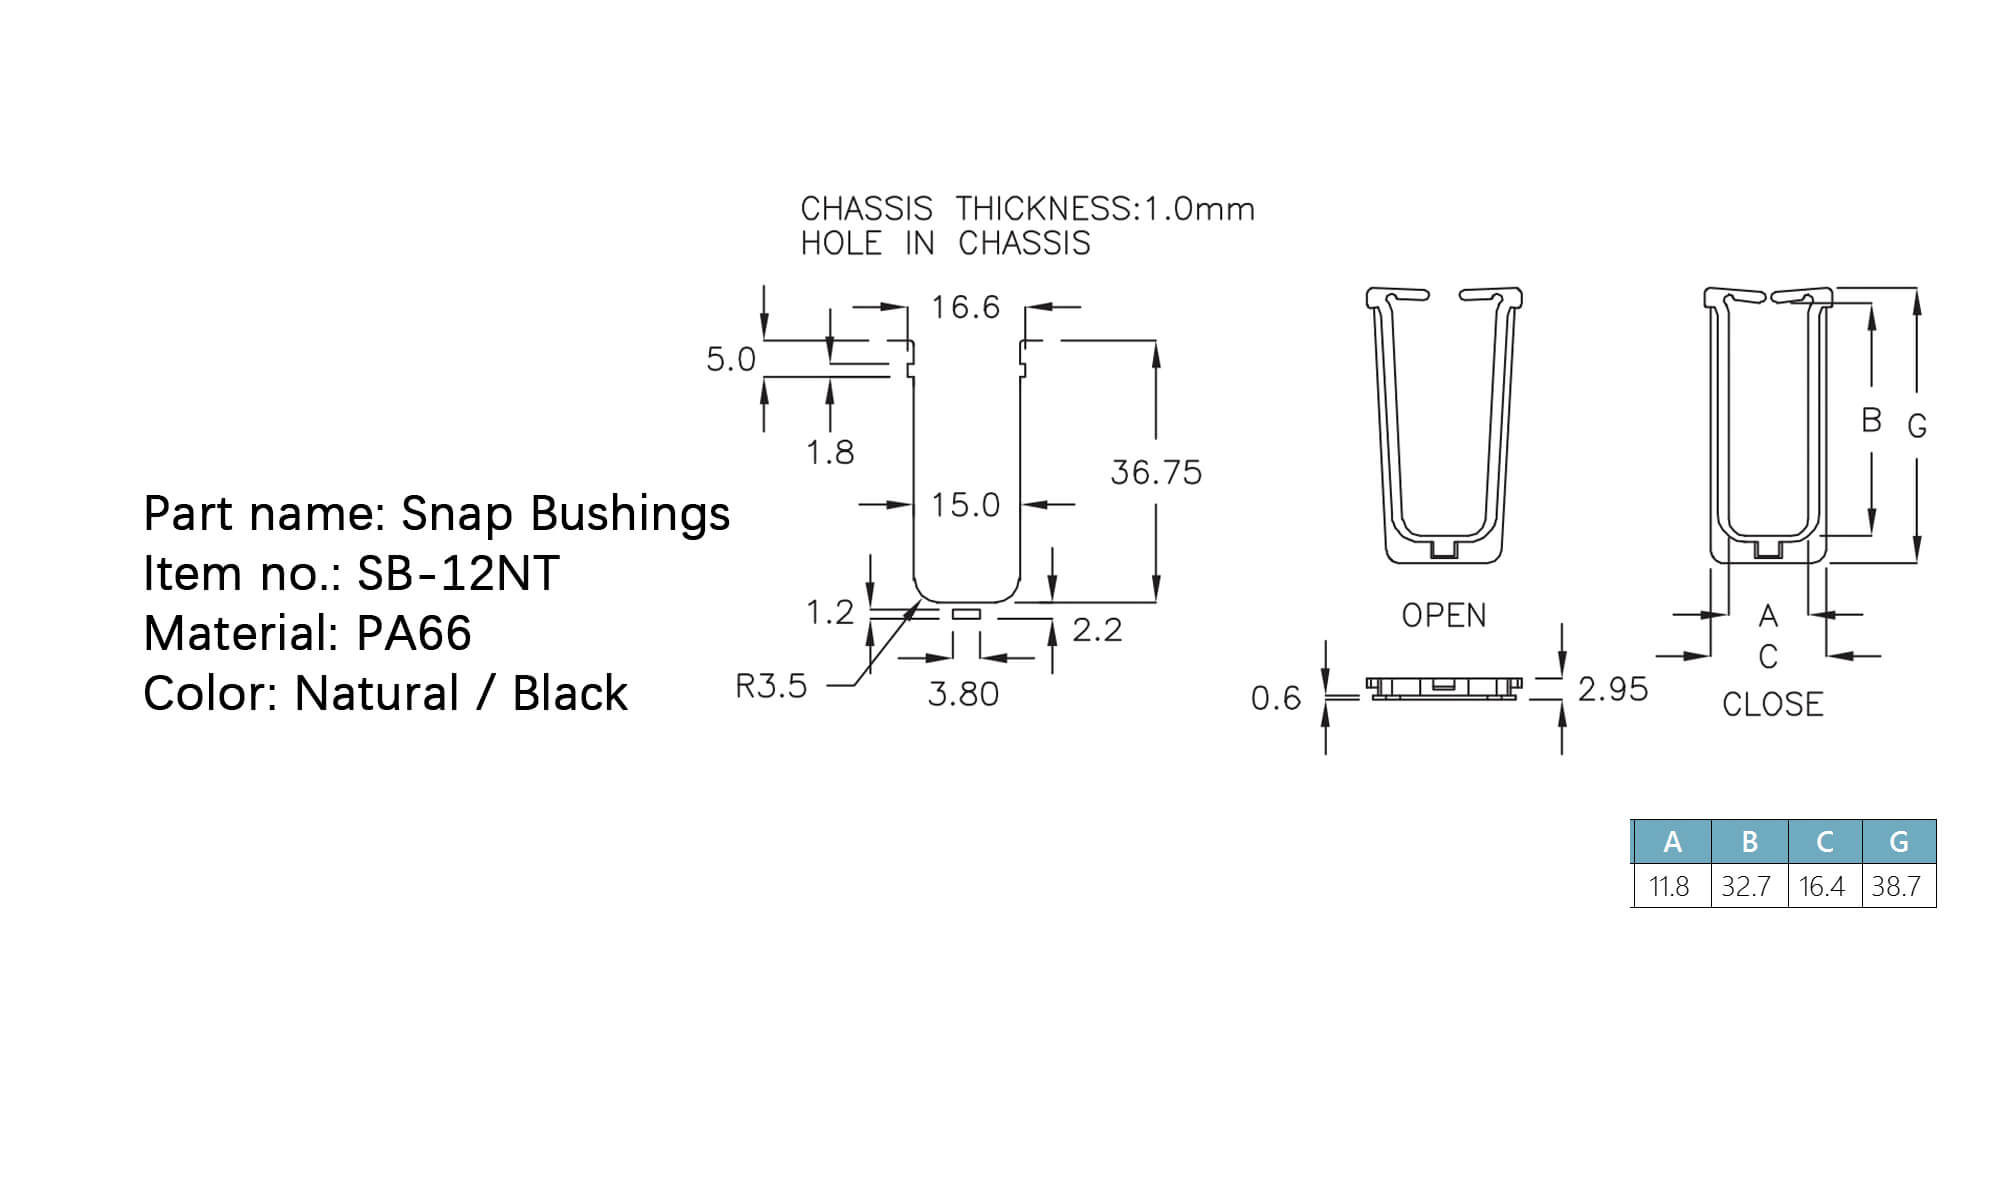 CHASSIS THICKNESS:1.0mm
HOLE IN CHASSIS
16.6
5.0
1.8
36.75
15.0
1.2
2.2
R3.5
3.80
Part name: Snap Bushings
Item no.: SB-12NT
Material: PA66
Color: Natural / Black
OPEN
0.6
2.95
B G
A
C
CLOSE
A B C G
11.8 32.7 16.4 38.7